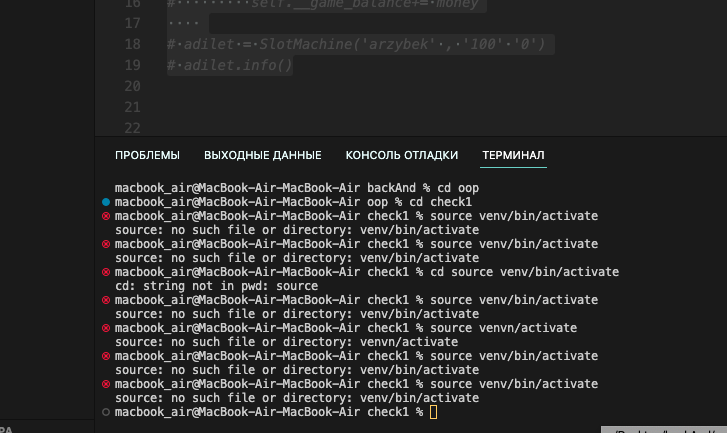 16 # self.__game_balance+= money
17
18 # adilet = SlotMachine('arzybek' , '100' '0')
19 # adilet.info()
20
21
22
ПРОБЛЕМЫ ВЫХОДНЫЕ ДАННЫЕ КОНСОЛЬ ОТЛАДКИ ТЕРМИНАЛ
macbook_air@MacBook-Air-MacBook-Air backAnd % cd oop
macbook_air@MacBook-Air-MacBook-Air oop % cd check1
macbook_air@MacBook-Air-MacBook-Air check1 % source venv/bin/activate
source: no such file or directory: venv/bin/activate
macbook_air@MacBook-Air-MacBook-Air check1 % source venv/bin/activate
source: no such file or directory: venv/bin/activate
macbook_air@MacBook-Air-MacBook-Air check1 % cd source venv/bin/activate
cd: string not in pwd: source
macbook_air@MacBook-Air-MacBook-Air check1 % source venv/bin/activate
source: no such file or directory: venv/bin/activate
macbook_air@MacBook-Air-MacBook-Air check1 % source venvn/activate
source: no such file or directory: venvn/activate
macbook_air@MacBook-Air-MacBook-Air check1 % source venv/bin/activate
source: no such file or directory: venv/bin/activate
macbook_air@MacBook-Air-MacBook-Air check1 % source venv/bin/activate
source: no such file or directory: venv/bin/activate
macbook_air@MacBook-Air-MacBook-Air check1 %